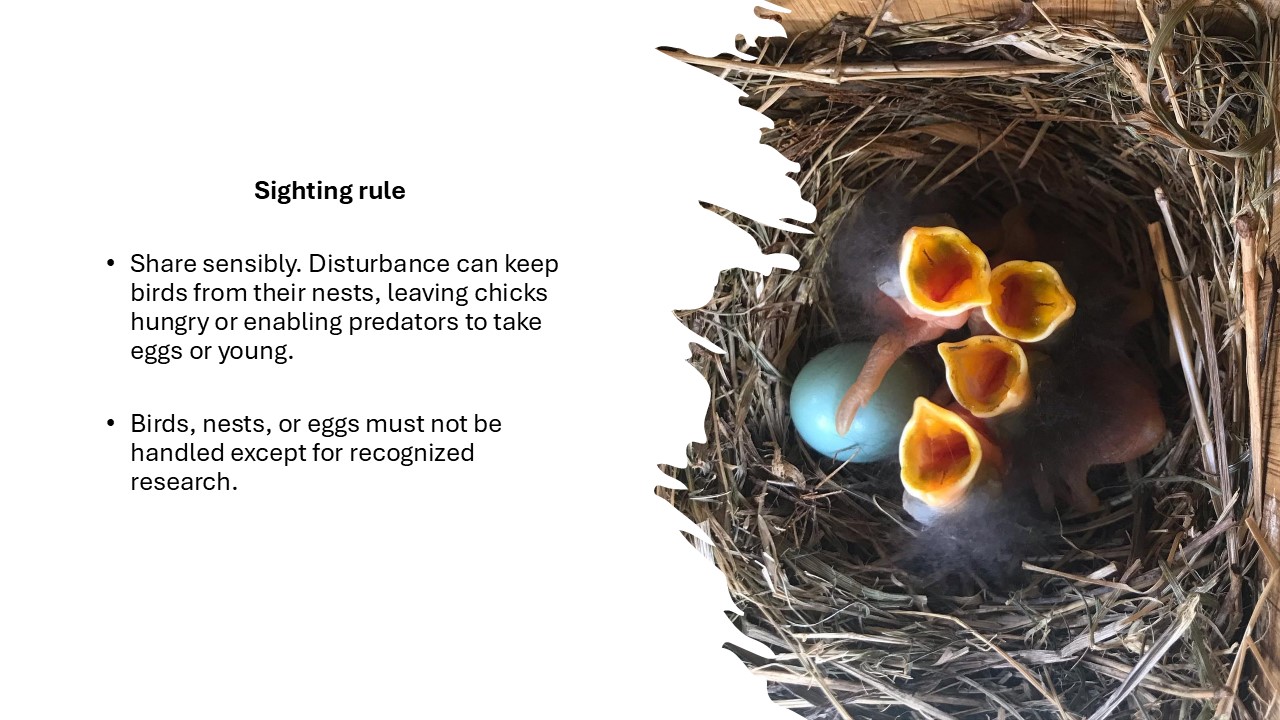 Sighting rule
• Share sensibly. Disturbance can keep
birds from their nests, leaving chicks
hungry or enabling predators to take
eggs or young.
• Birds, nests, or eggs must not be
handled except for recognized
research.